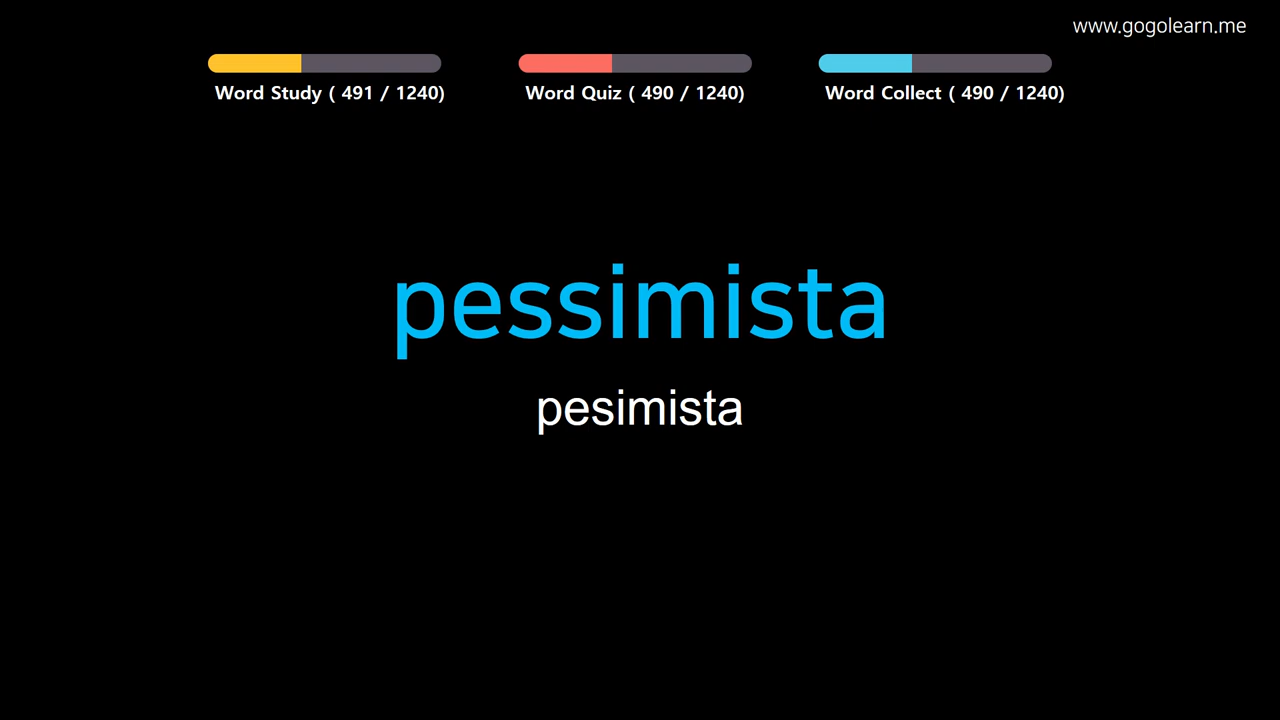 www.gogolearn.me
Word Study ( 491 / 1240)
Word Quiz ( 490 / 1240)
Word Collect ( 490 / 1240)
pessimista
pesimista